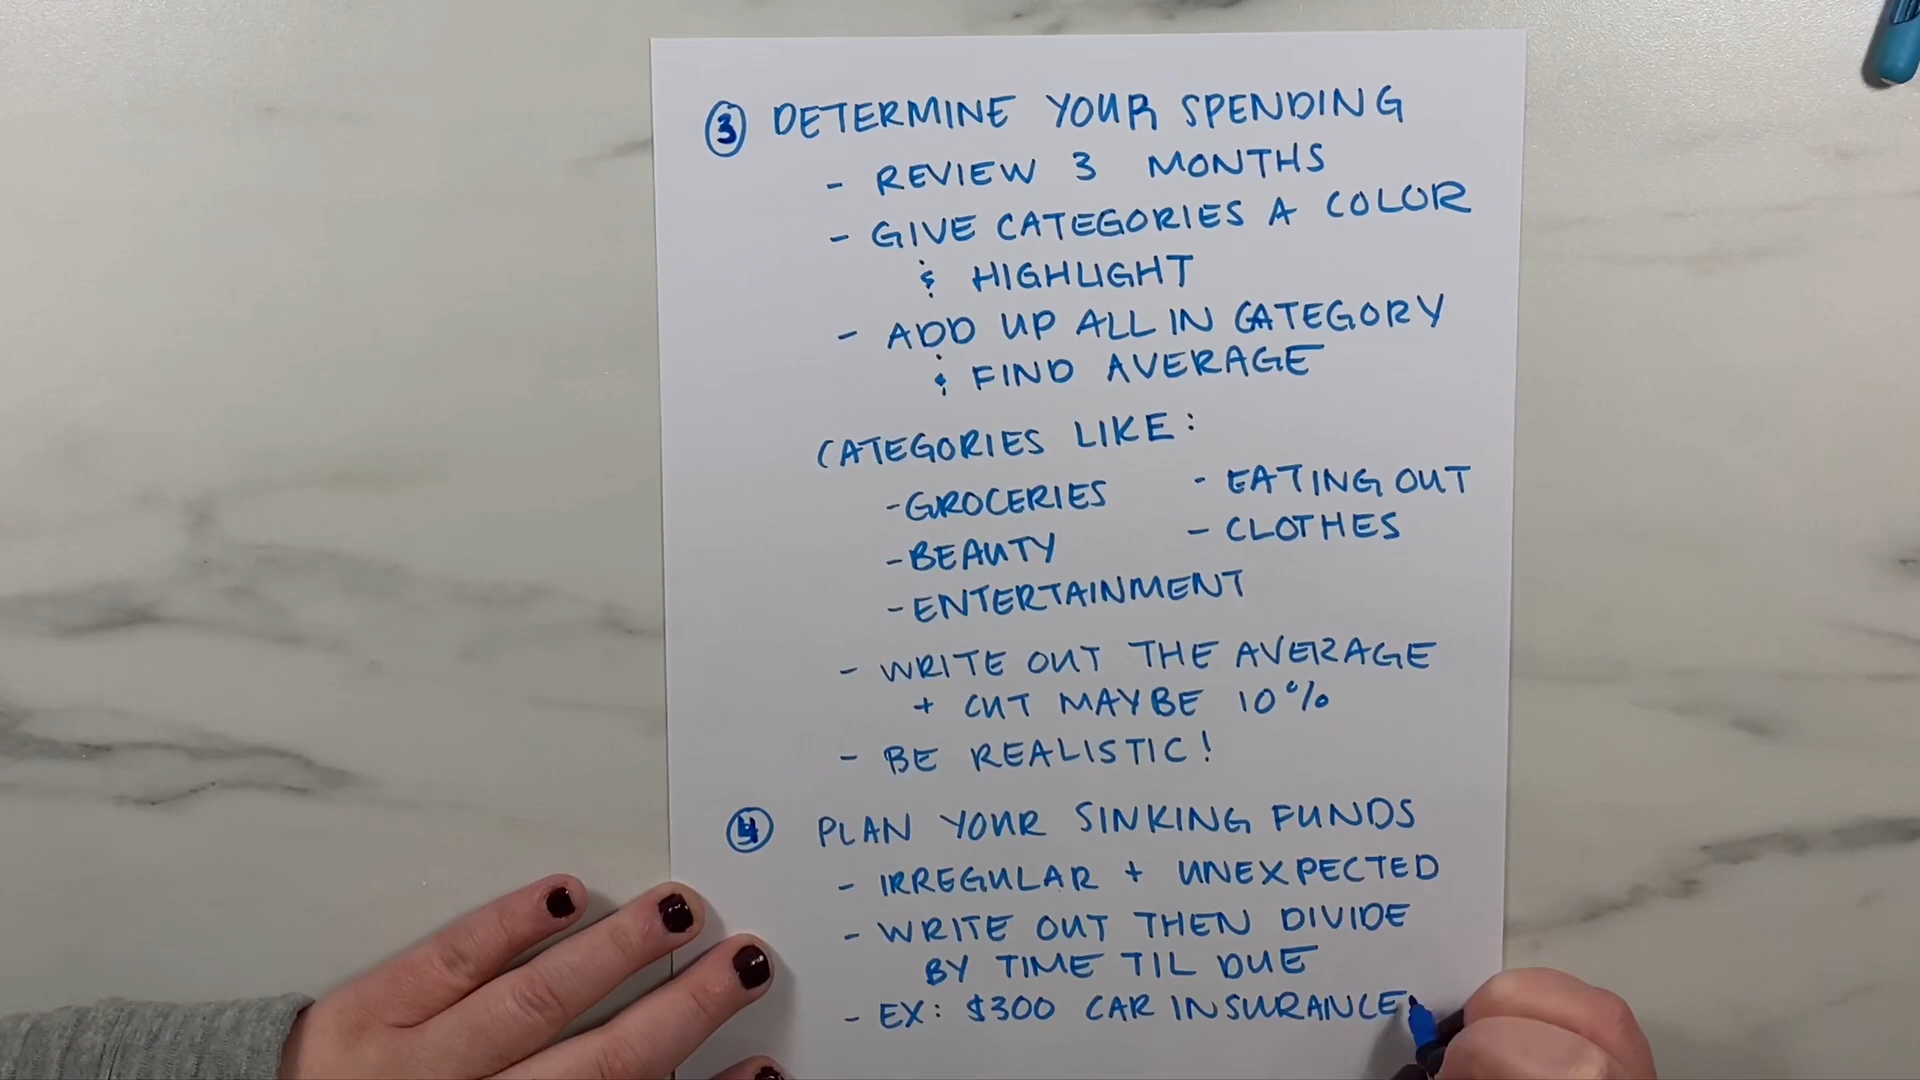 3 DETERMINE YOUR SPENDING
- REVIEW 3 MONTHS
- GIVE CATEGORIES A COLOR
& HIGHLIGHT
- ADD UP ALL IN CATEGORY
& FIND AVERAGE
CATEGORIES LIKE:
- GROCERIES - EATING OUT
- BEAUTY - CLOTHES
- ENTERTAINMENT
- WRITE OUT THE AVERAGE
+ CUT MAYBE 10%
- BE REALISTIC!
4 PLAN YOUR SINKING FUNDS
- IRREGULAR + UNEXPECTED
- WRITE OUT THEN DIVIDE
BY TIME TIL DUE
- EX: $300 CAR INSURANCE